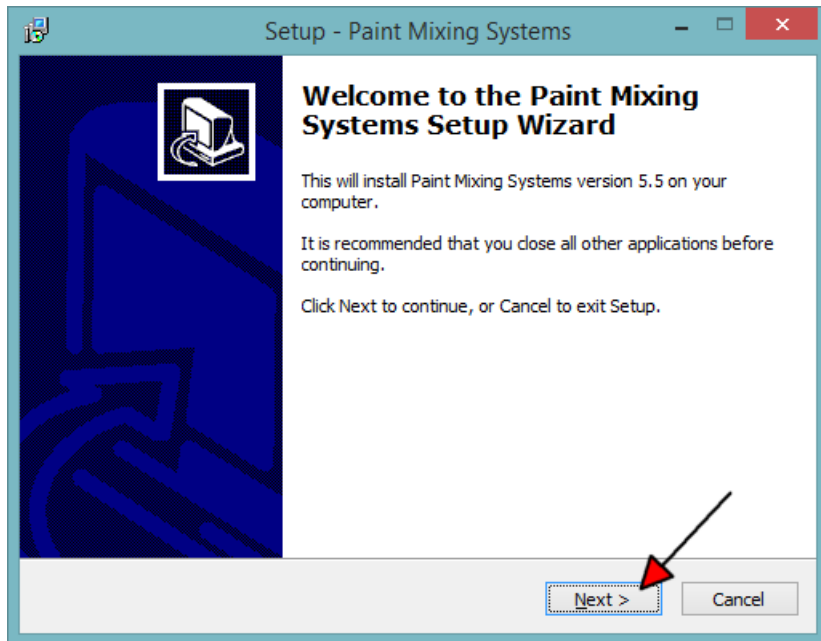 Setup - Paint Mixing Systems
Welcome to the Paint Mixing
Systems Setup Wizard
This will install Paint Mixing Systems version 5.5 on your
computer.
It is recommended that you close all other applications before
continuing.
Click Next to continue, or Cancel to exit Setup.
Next >
Cancel